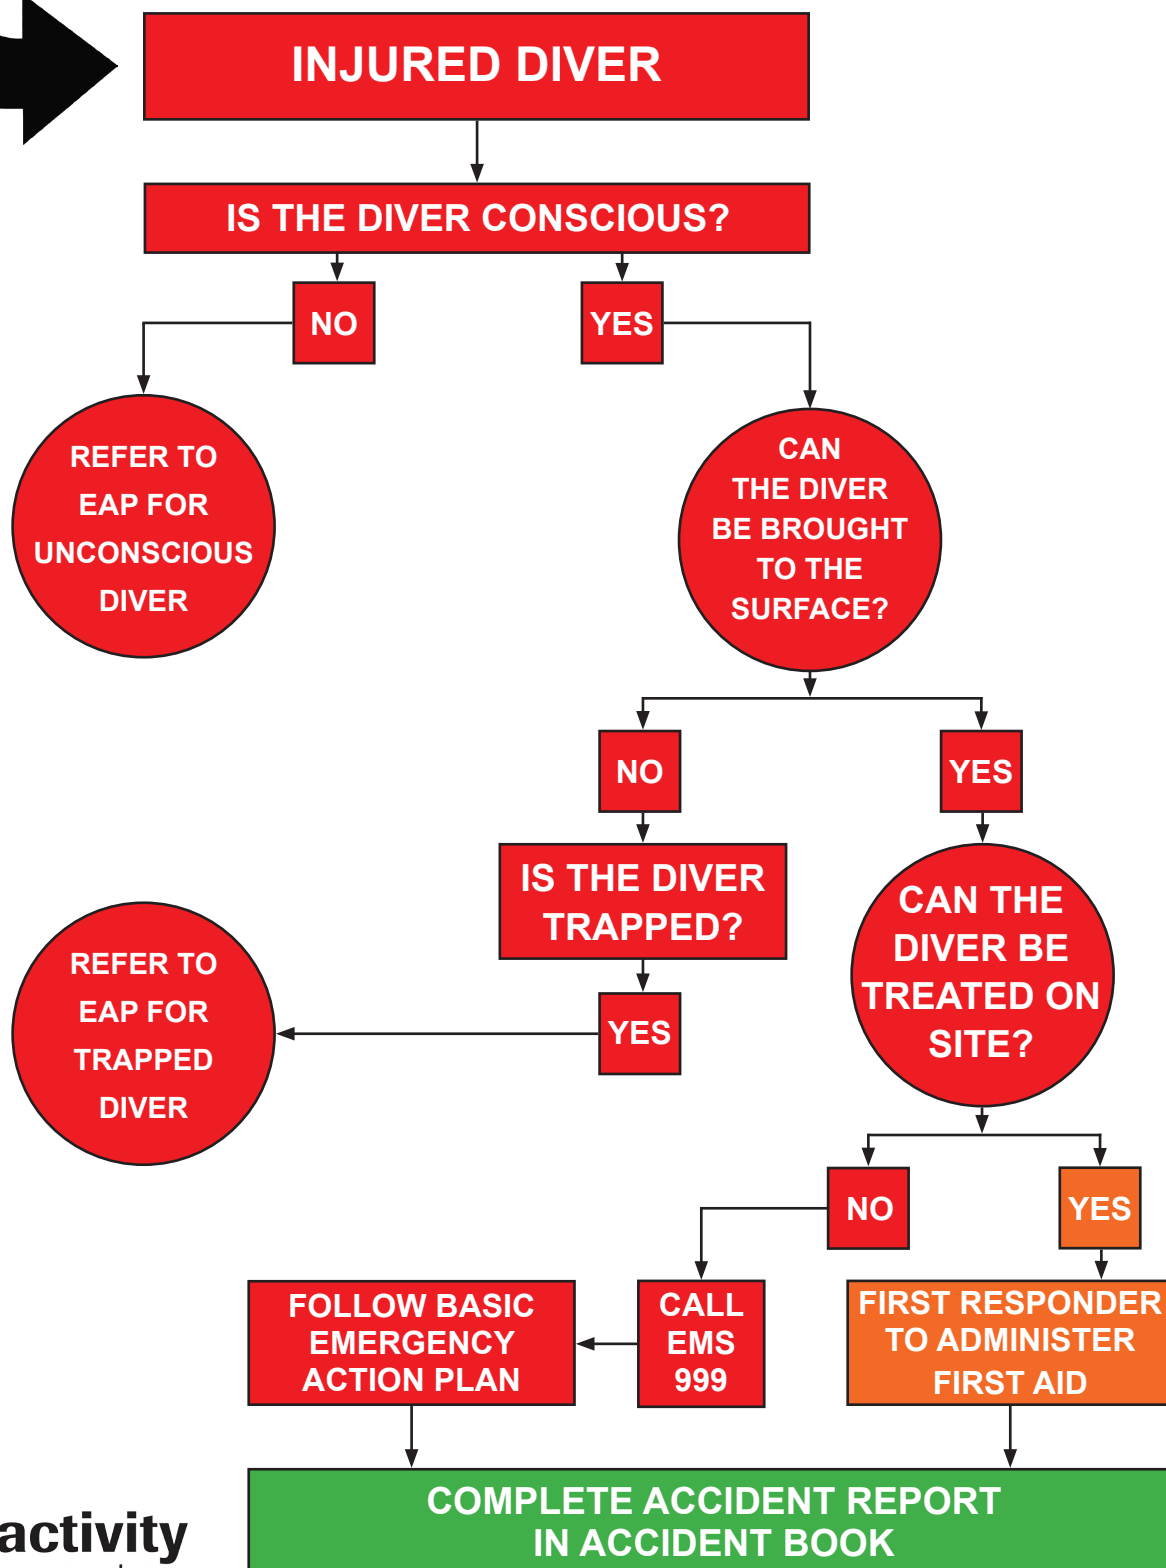 INJURED DIVER
IS THE DIVER CONSCIOUS?
NO
YES
REFER TO
EAP FOR
UNCONSCIOUS
DIVER
CAN
THE DIVER
BE BROUGHT
TO THE
SURFACE?
NO
YES
IS THE DIVER
TRAPPED?
CAN THE
DIVER BE
TREATED ON
SITE?
REFER TO
EAP FOR
TRAPPED
DIVER
YES
NO
YES
FOLLOW BASIC
EMERGENCY
ACTION PLAN
CALL
EMS
999
FIRST RESPONDER
TO ADMINISTER
FIRST AID
COMPLETE ACCIDENT REPORT
IN ACCIDENT BOOK
activity